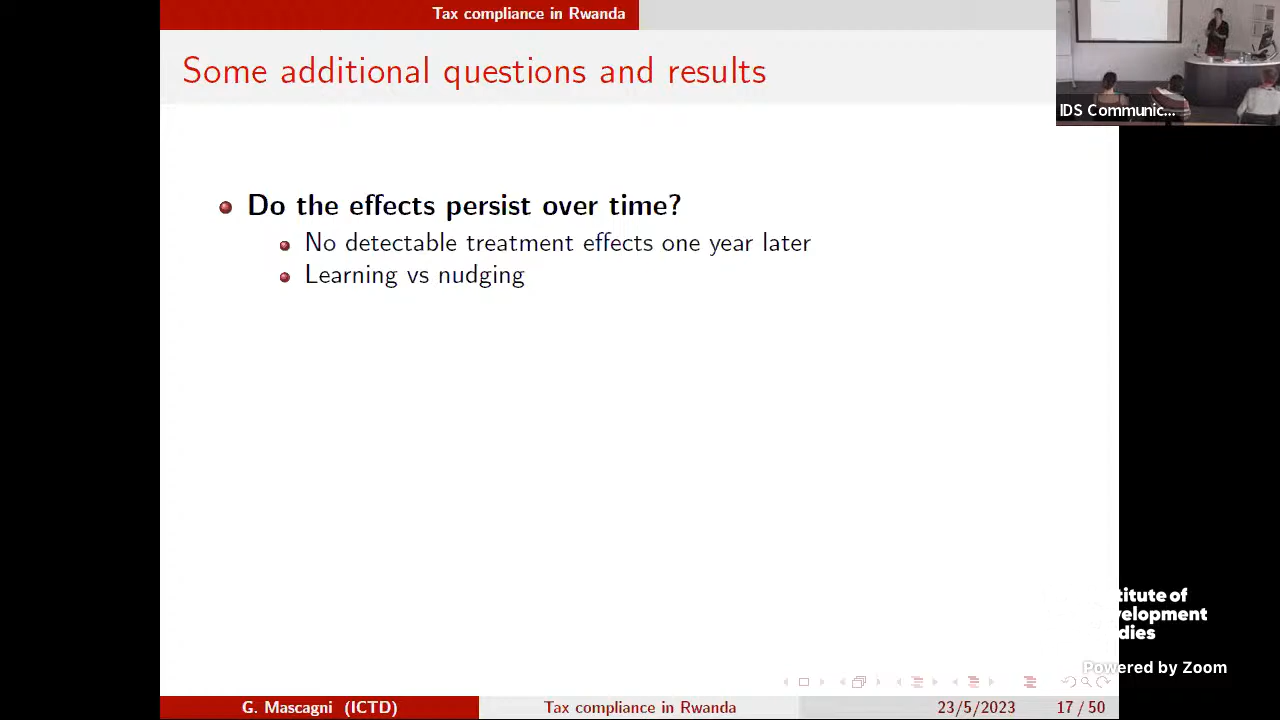 Tax compliance in Rwanda
Some additional questions and results
IDS Communic...
Do the effects persist over time?
No detectable treatment effects one year later
Learning vs nudging
titute of
velopment
dies
Powered by Zoom
G. Mascagni (ICTD)
Tax compliance in Rwanda
23/5/2023
17 / 50